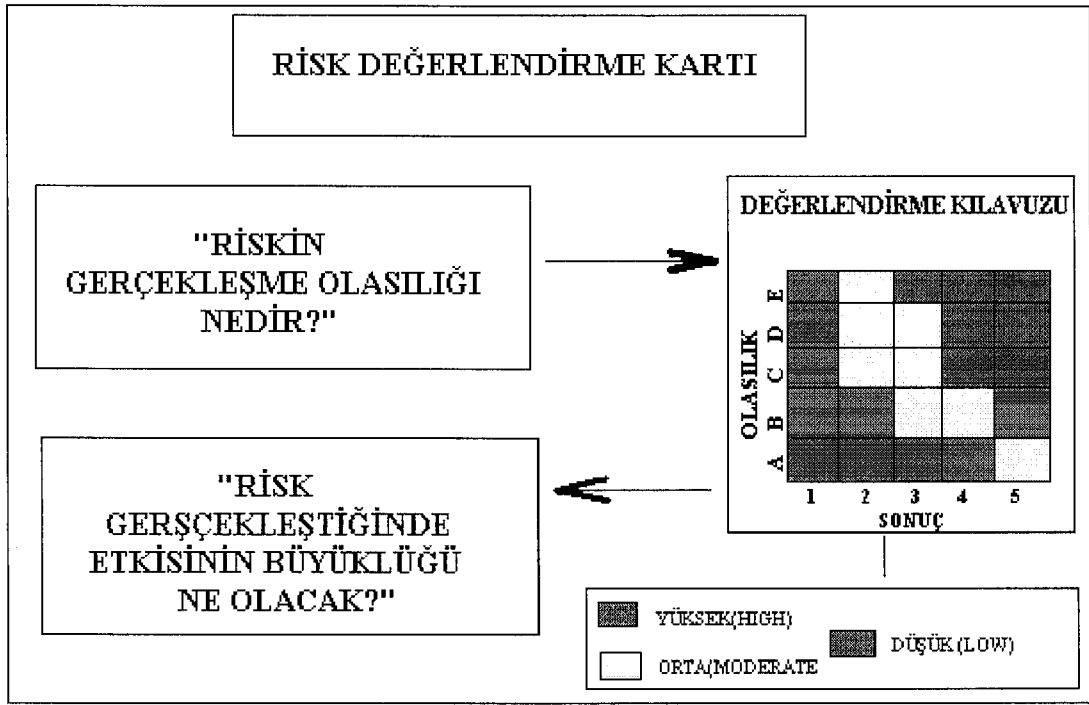 RİSK DEĞERLENDİRME KARTI
"RİSKİN
GERÇEKLEŞME OLASILIĞI
NEDİR?"
"RİSK
GERŞÇEKLEŞTİĞİNDE
ETKİSİNİN BÜYÜKLÜĞÜ
NE OLACAK?"
DEĞERLENDİRME KILAVUZU
OLASILIK
E
D
C
B
A
1 2 3 4 5
SONUÇ
YÜKSEK(HIGH)
DÜŞÜK (LOW)
ORTA(MODERATE